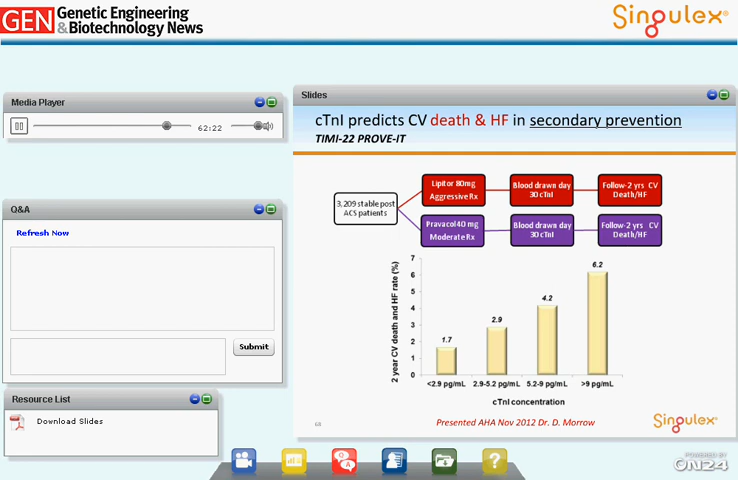 GEN Genetic Engineering
& Biotechnology News
Singulex®
Media Player
62:22
Q&A
Refresh Now
Submit
Resource List
Download Slides
Slides
cTnI predicts CV death & HF in secondary prevention
TIMI-22 PROVE-IT
3,209 stable post
ACS patients
Lipitor 80mg
Aggressive Rx
Blood drawn day
30 cTnI
Follow-2 yrs CV
Death/HF
Pravacol 40 mg
Moderate Rx
Blood drawn day
30 cTnI
Follow-2 yrs CV
Death/HF
2 year CV death and HF rate (%)
7
6
5
4
3
2
1
0
1.7
2.9
4.2
6.2
<2.9 pg/mL
2.9-5.2 pg/mL
5.2-9 pg/mL
>9 pg/mL
cTnI concentration
68
Presented AHA Nov 2012 Dr. D. Morrow
Singulex®
Q
A
?
POWERED BY
ON24